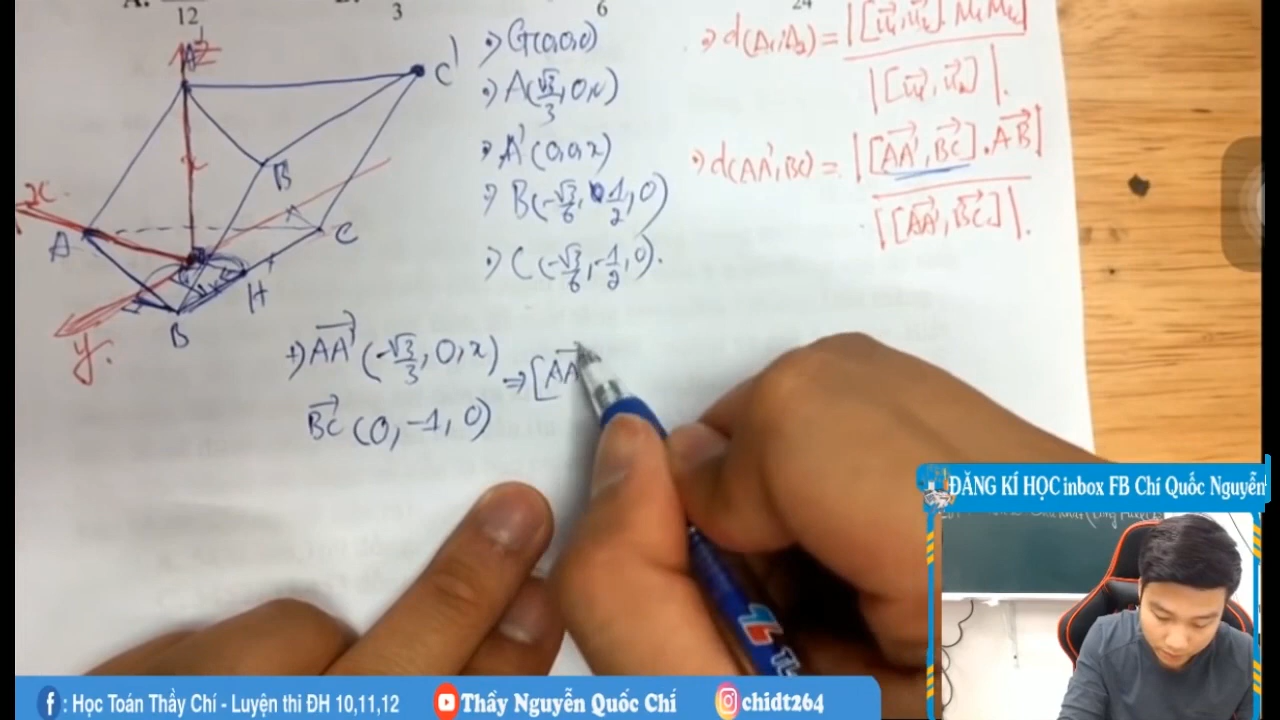 A.
12
3
6
24
A'
C'
B'
x
A
C
H
B
y
+) G(0,0,0)
+) A(√3/3, 0, 0)
+) A'(0,0,x)
+) B(-√3/6, 1/2, 0)
+) C(-√3/6, -1/2, 0).
+) d(Δ₁,Δ₂) = |[u₁,u₂].M₁M₂|
|[u₁,u₂]|.
+) d(AA',BC) = |[AA',BC].AB|
|[AA',BC]|.
+) AA'(-√3/3, 0, x)
BC(0,-1,0)
⇒ [AA
ĐĂNG KÍ HỌC inbox FB Chí Quốc Nguyễn
: Học Toán Thầy Chí - Luyện thi ĐH 10,11,12
Thầy Nguyễn Quốc Chí
chidt264